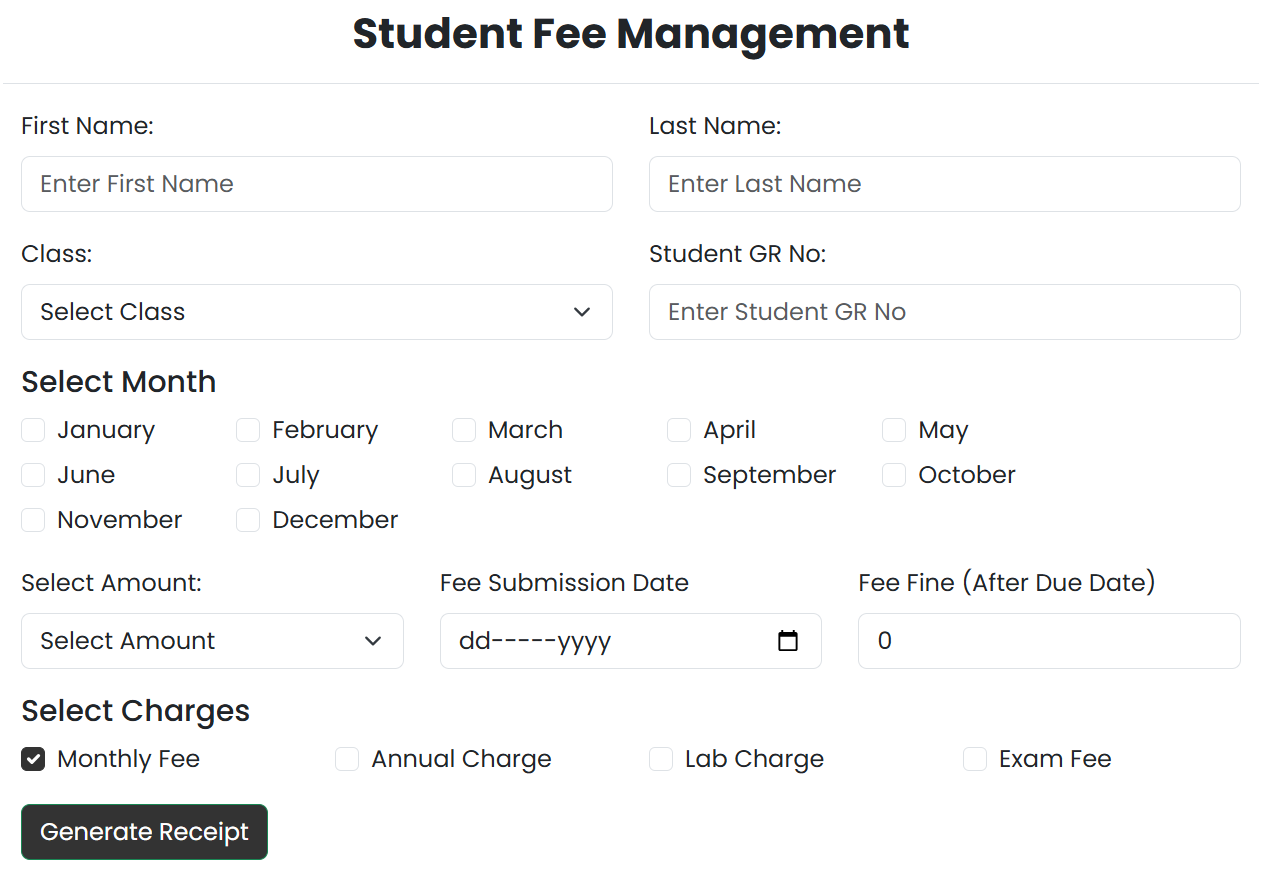 Student Fee Management
First Name: Last Name:
Enter First Name Enter Last Name
Class: Student GR No:
Select Class Enter Student GR No
Select Month
January February March April May
June July August September October
November December
Select Amount: Fee Submission Date Fee Fine (After Due Date)
Select Amount dd-----yyyy 0
Select Charges
Monthly Fee Annual Charge Lab Charge Exam Fee
Generate Receipt